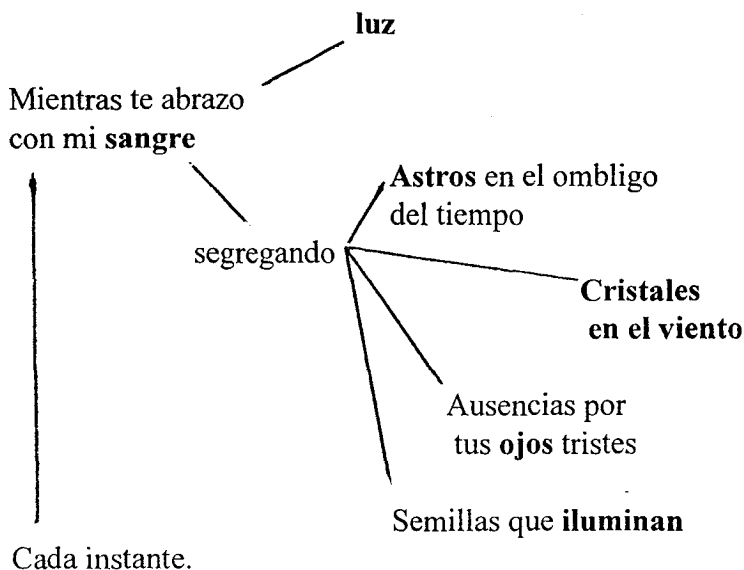 luz
Mientras te abrazo
con mi sangre
Astros en el ombligo
del tiempo
segregando
Cristales
en el viento
Ausencias por
tus ojos tristes
Semillas que iluminan
Cada instante.